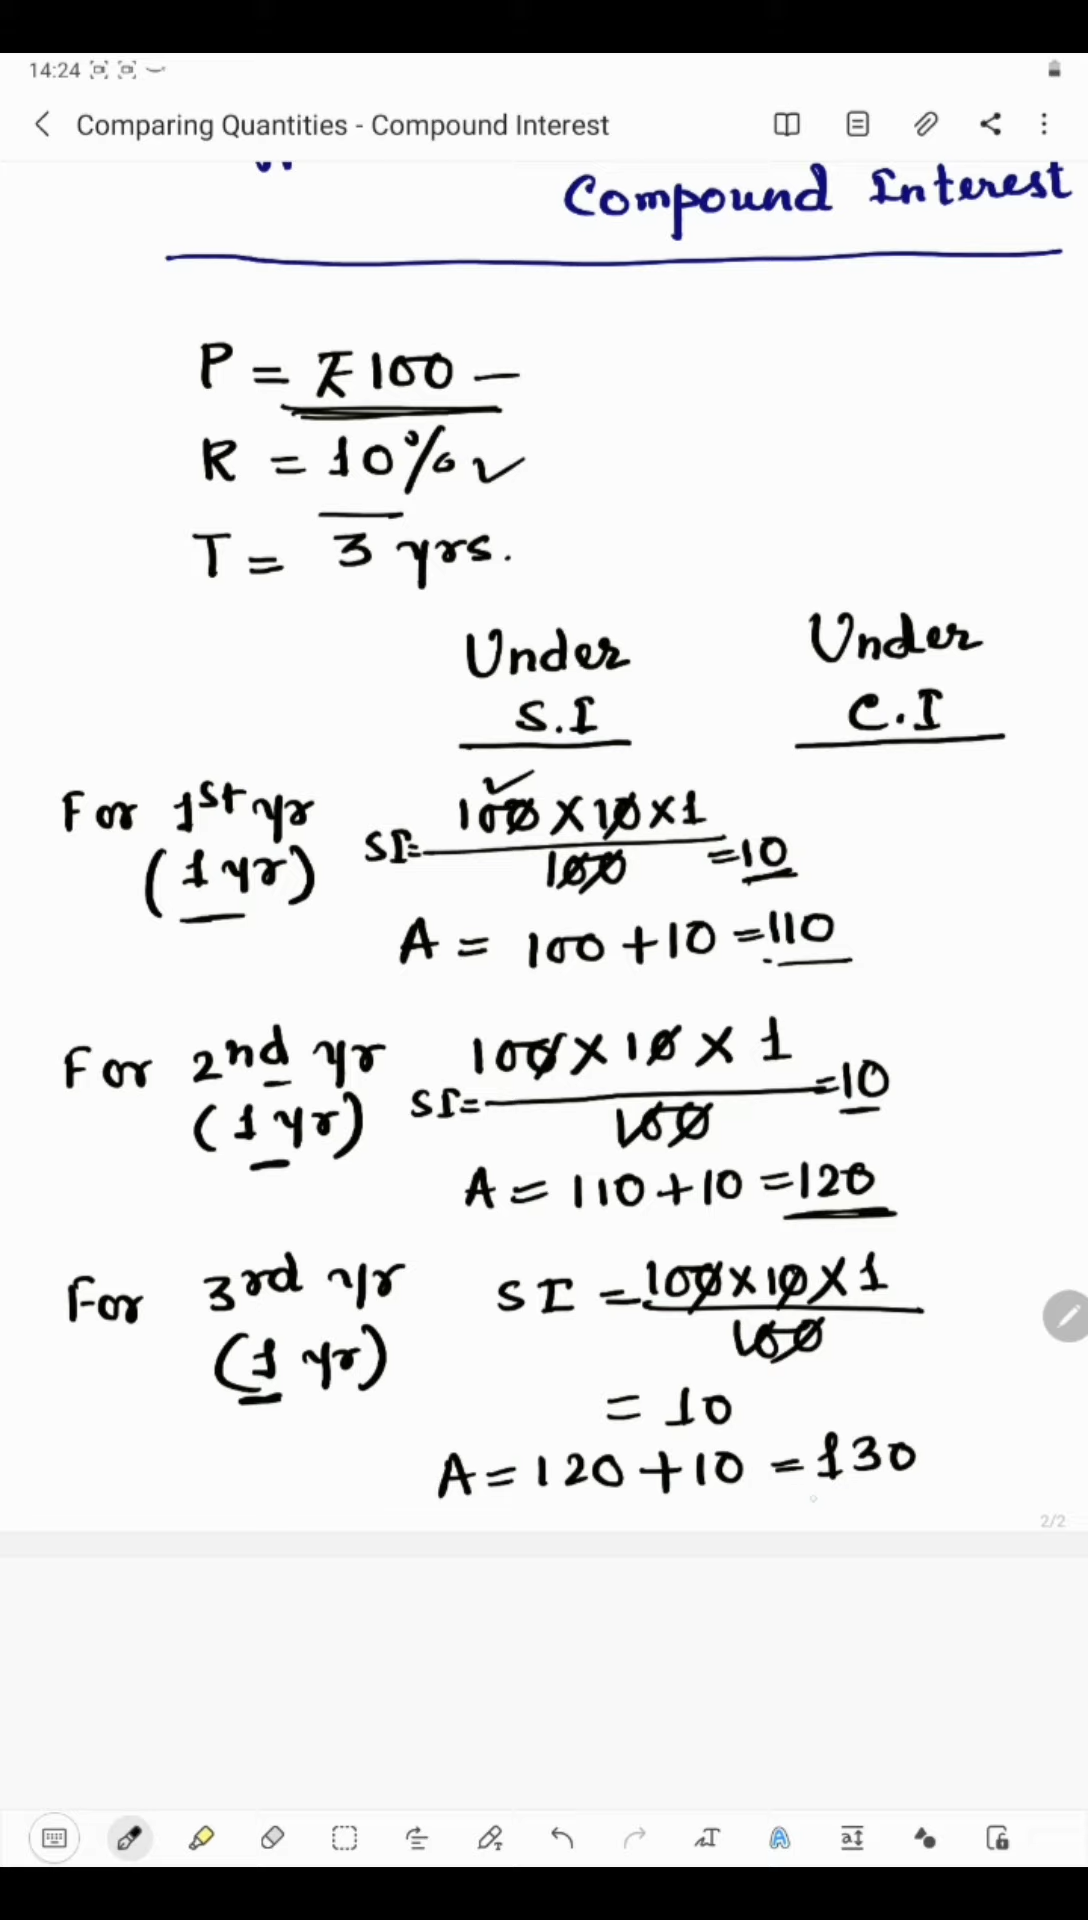 14:24
Comparing Quantities - Compound Interest
Compound Interest
P = ₹100 —
R = 10% ✓
T = 3 yrs.
Under Under
S.I C.I
For 1st yr SI = 100 × 10 × 1 / 100 = 10
(1 yr)
A = 100 + 10 = 110
For 2nd yr SI = 100 × 10 × 1 / 100 = 10
(1 yr)
A = 110 + 10 = 120
For 3rd yr SI = 100 × 10 × 1 / 100
(1 yr)
= 10
A = 120 + 10 = 130
2/2